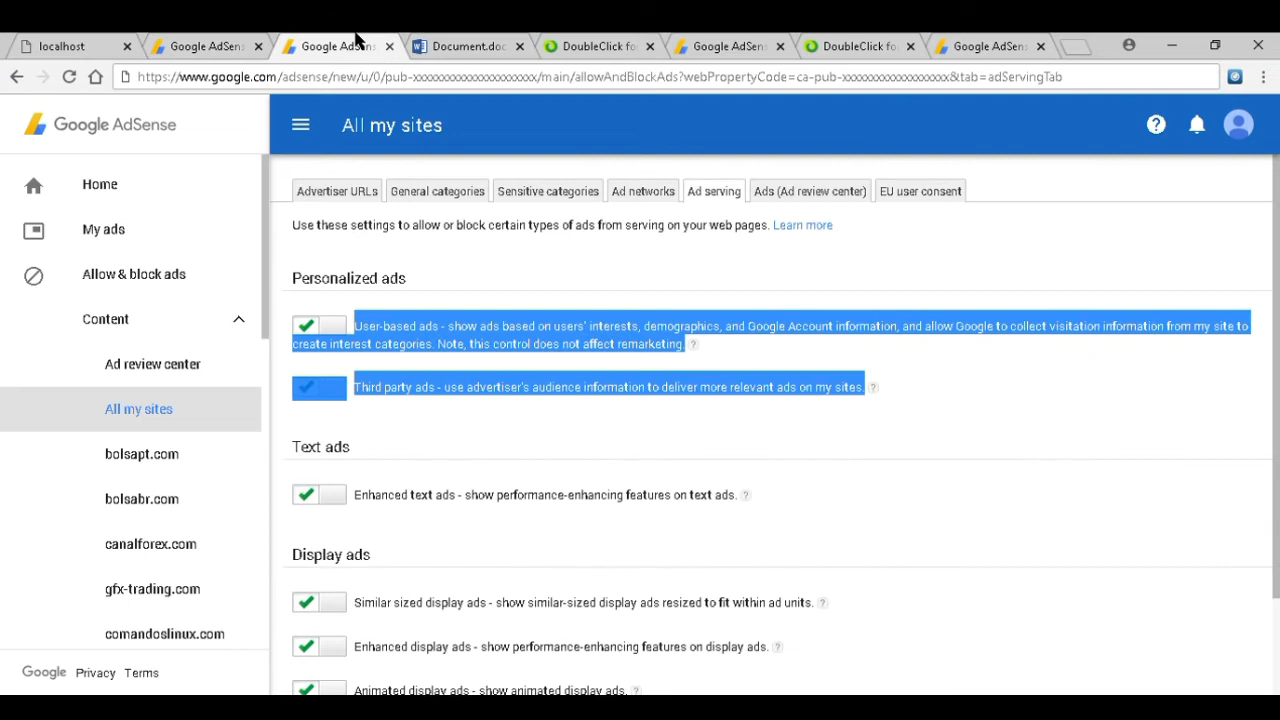 localhost
Google AdSen
Google AdSens
Document.doc
DoubleClick fo
Google AdSen
DoubleClick fo
Google AdSen
https://www.google.com/adsense/new/u/0/pub-xxxxxxxxxxxxxxxxxxxx/main/allowAndBlockAds?webPropertyCode=ca-pub-xxxxxxxxxxxxxxxxx&tab=adServingTab
Google AdSense
All my sites
Home
My ads
Allow & block ads
Content
Ad review center
All my sites
bolsapt.com
bolsabr.com
canalforex.com
gfx-trading.com
comandoslinux.com
Google Privacy Terms
Advertiser URLs General categories Sensitive categories Ad networks Ad serving Ads (Ad review center) EU user consent
Use these settings to allow or block certain types of ads from serving on your web pages. Learn more
Personalized ads
User-based ads - show ads based on users' interests, demographics, and Google Account information, and allow Google to collect visitation information from my site to
create interest categories. Note, this control does not affect remarketing. ?
Third party ads - use advertiser's audience information to deliver more relevant ads on my sites. ?
Text ads
Enhanced text ads - show performance-enhancing features on text ads. ?
Display ads
Similar sized display ads - show similar-sized display ads resized to fit within ad units. ?
Enhanced display ads - show performance-enhancing features on display ads. ?
Animated display ads - show animated display ads. ?